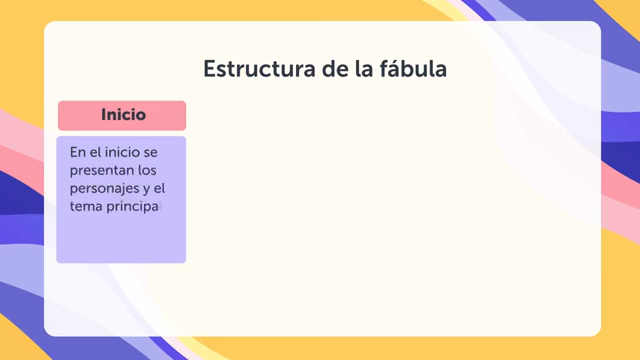 Estructura de la fábula
Inicio
En el inicio se
presentan los
personajes y el
tema principal